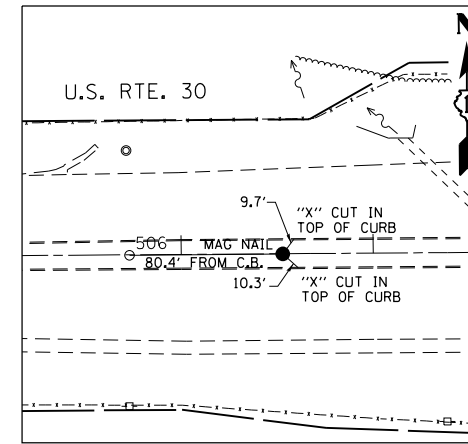 N
U.S. RTE. 30
9.7'
"X" CUT IN
TOP OF CURB
506
MAG NAIL
80.4' FROM C.B.
10.3'
"X" CUT IN
TOP OF CURB